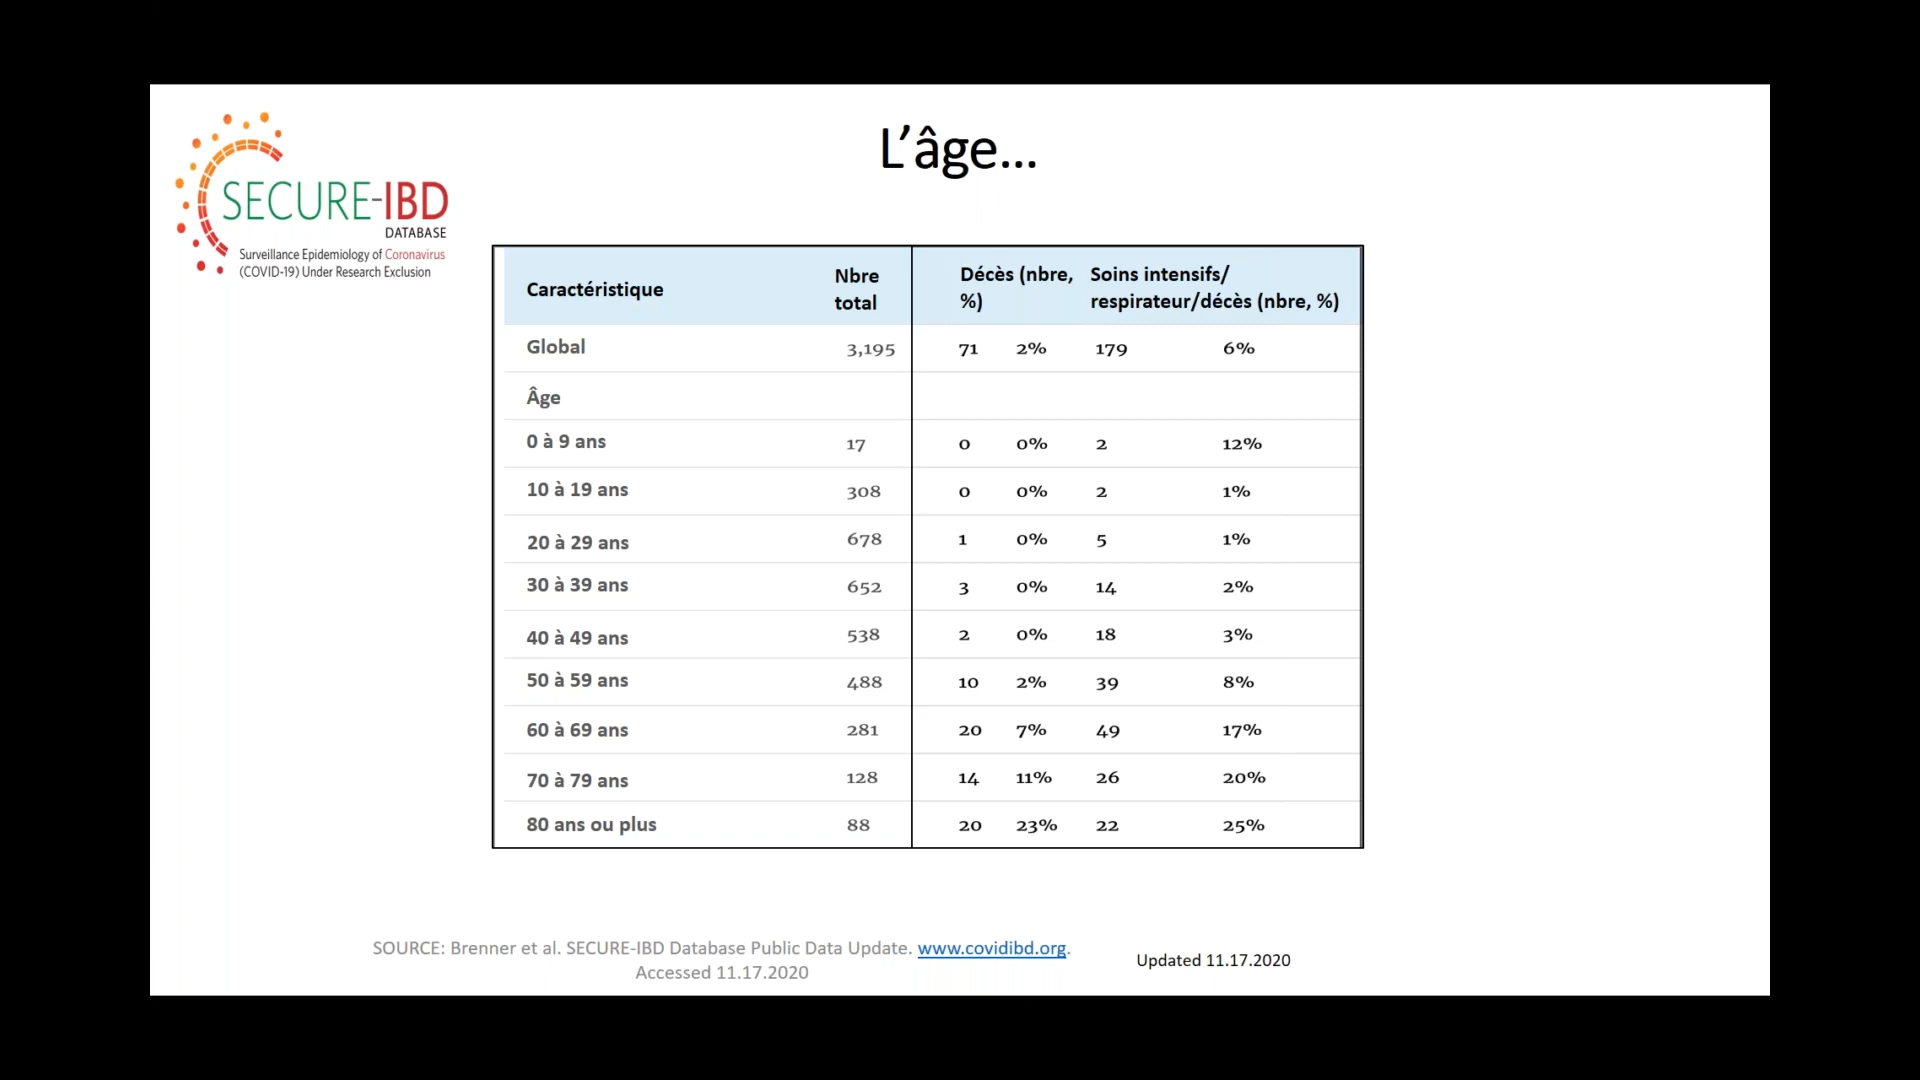 L'âge...
SECURE-IBD
DATABASE
Surveillance Epidemiology of Coronavirus
(COVID-19) Under Research Exclusion
Caractéristique Nbre total Décès (nbre, %) Soins intensifs/ respirateur/décès (nbre, %)
Global 3,195 71 2% 179 6%
Âge
0 à 9 ans 17 0 0% 2 12%
10 à 19 ans 308 0 0% 2 1%
20 à 29 ans 678 1 0% 5 1%
30 à 39 ans 652 3 0% 14 2%
40 à 49 ans 538 2 0% 18 3%
50 à 59 ans 488 10 2% 39 8%
60 à 69 ans 281 20 7% 49 17%
70 à 79 ans 128 14 11% 26 20%
80 ans ou plus 88 20 23% 22 25%
SOURCE: Brenner et al. SECURE-IBD Database Public Data Update. www.covidibd.org.
Accessed 11.17.2020
Updated 11.17.2020